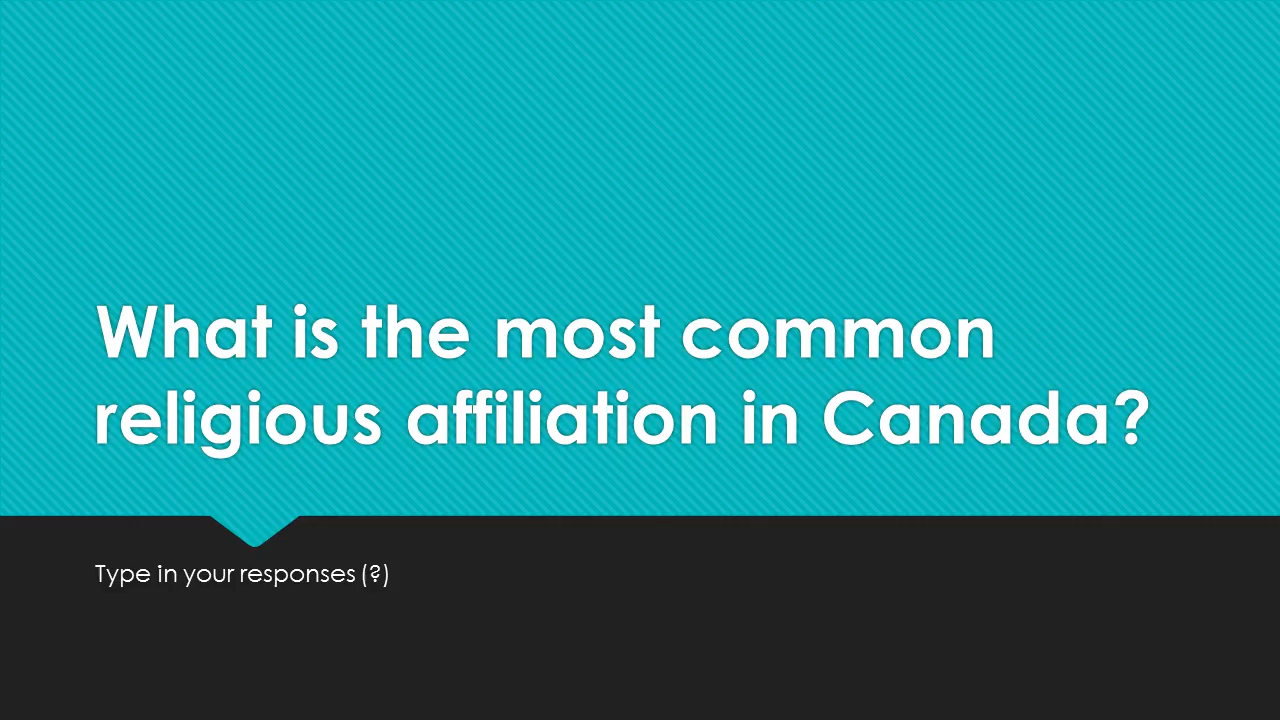 What is the most common
religious affiliation in Canada?
Type in your responses (?)